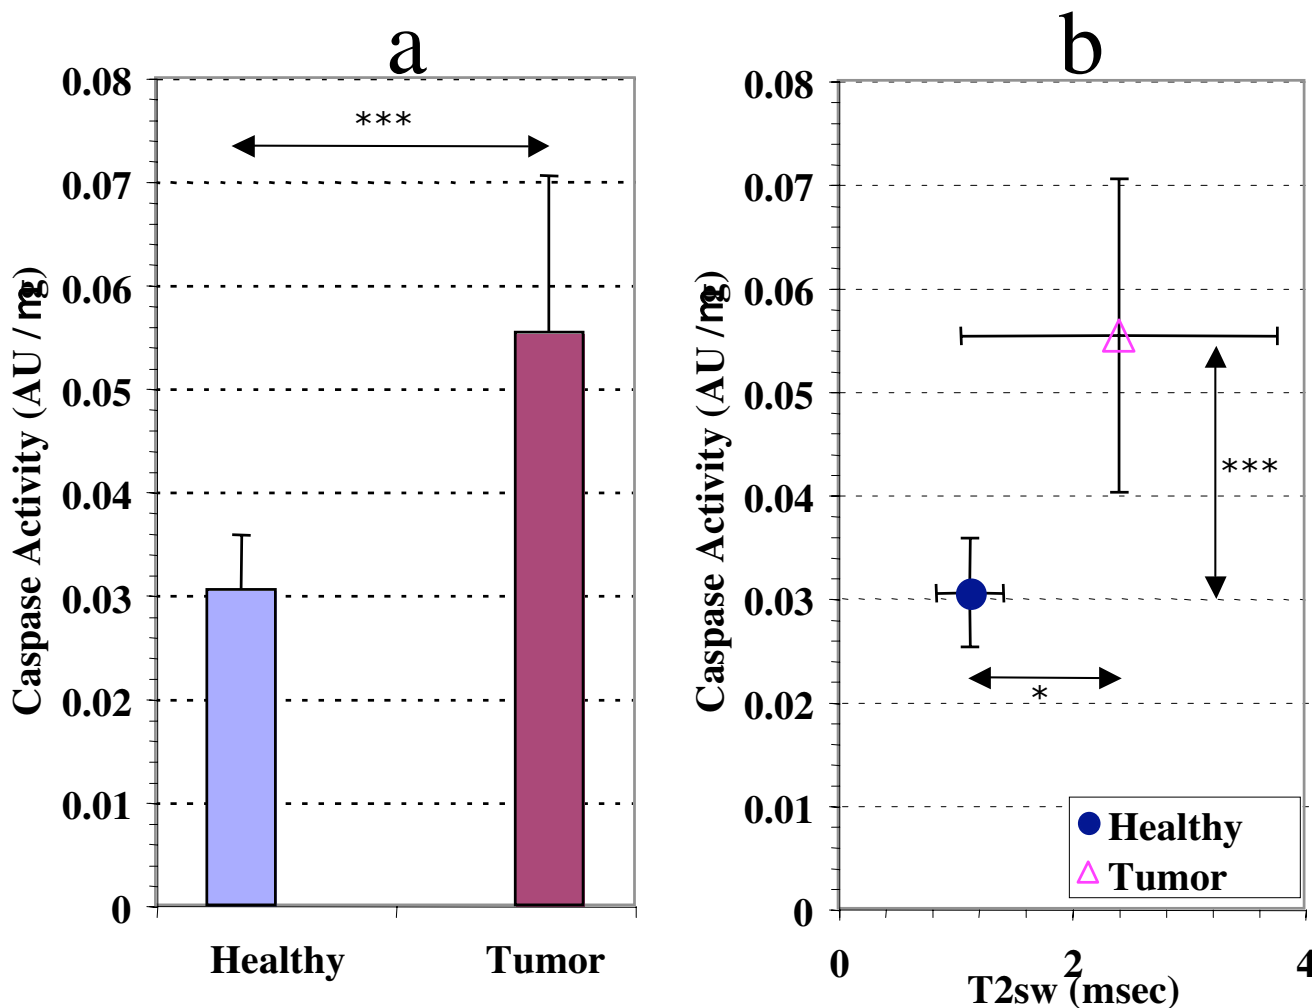 a
0.08
0.07
0.06
0.05
0.04
0.03
0.02
0.01
0
Caspase Activity (AU /mg)
***
Healthy
Tumor
b
0.08
0.07
0.06
0.05
0.04
0.03
0.02
0.01
0
Caspase Activity (AU /mg)
***
*
Healthy
Tumor
0
2
4
T2sw (msec)